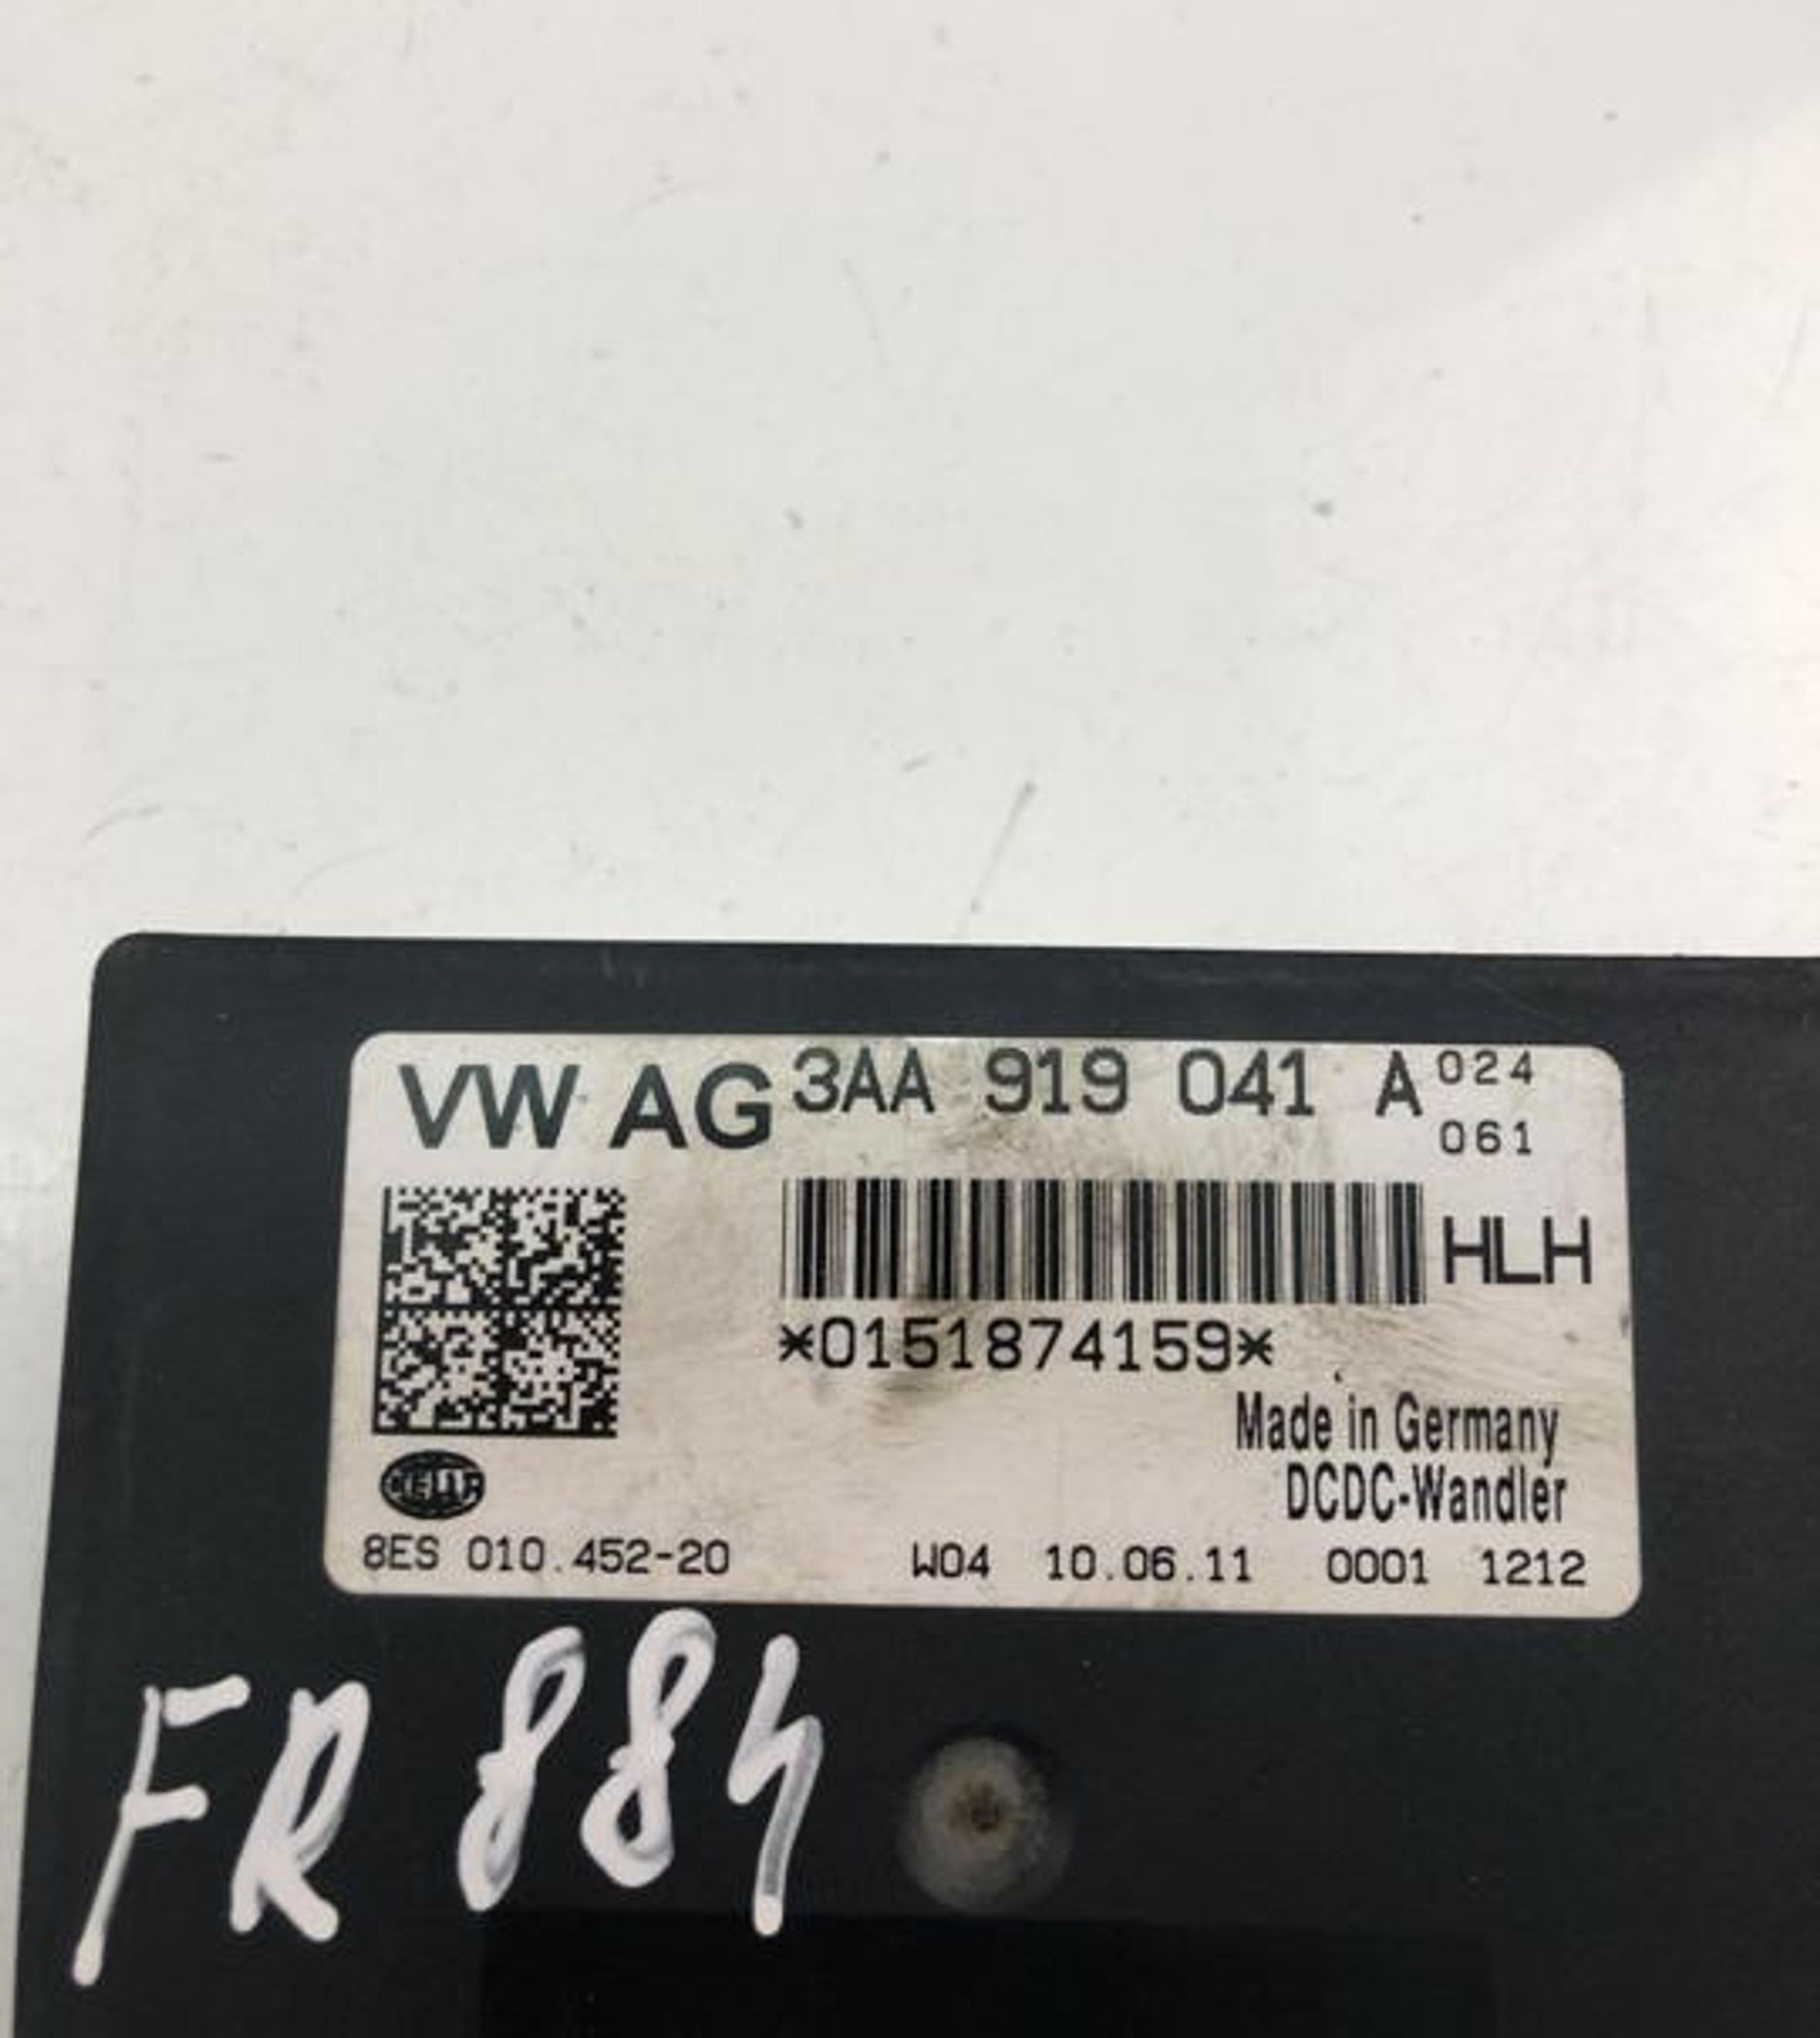 VW AG 3AA 919 041 A 024
061
HLH
*0151874159*
Made in Germany
HELLA DCDC-Wandler
8ES 010.452-20 W04 10.06.11 0001 1212
FR 884